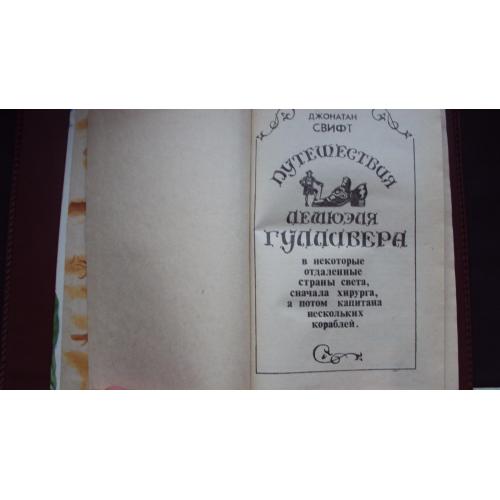 ДЖОНАТАН
СВИФТ
ПУТЕШЕСТВИЯ
ЛЕМЮЭЛЯ
ГУЛЛИВЕРА
в некоторые
отдаленные
страны света,
сначала хирурга,
а потом капитана
нескольких
кораблей.